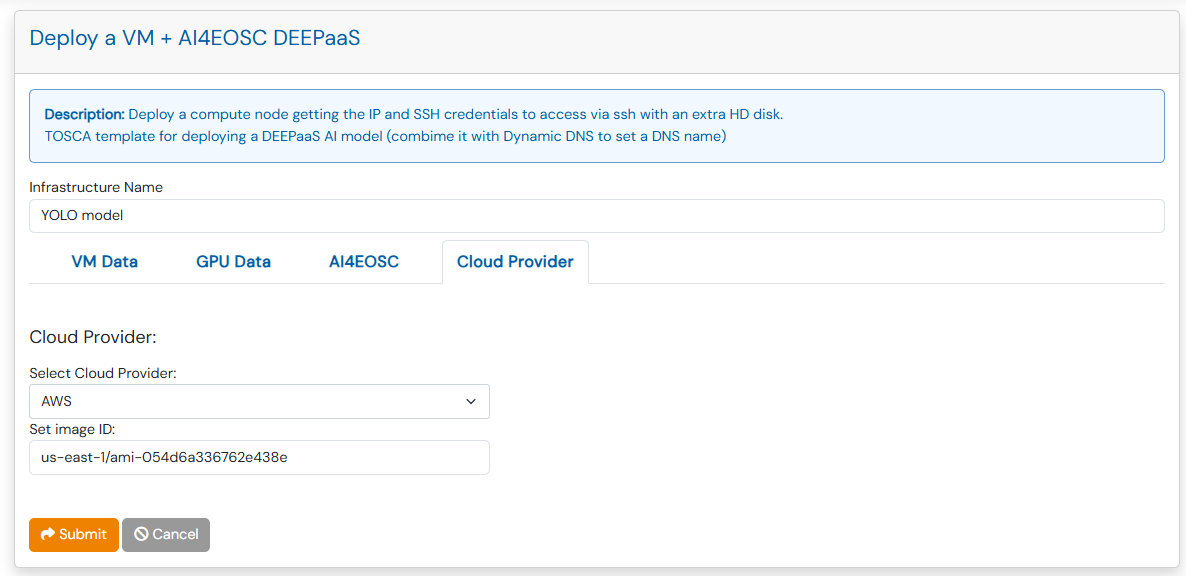 Deploy a VM + AI4EOSC DEEPaaS
Description: Deploy a compute node getting the IP and SSH credentials to access via ssh with an extra HD disk.
TOSCA template for deploying a DEEPaaS AI model (combime it with Dynamic DNS to set a DNS name)
Infrastructure Name
YOLO model
VM Data GPU Data AI4EOSC Cloud Provider
Cloud Provider:
Select Cloud Provider:
AWS
Set image ID:
us-east-1/ami-054d6a336762e438e
Submit Cancel